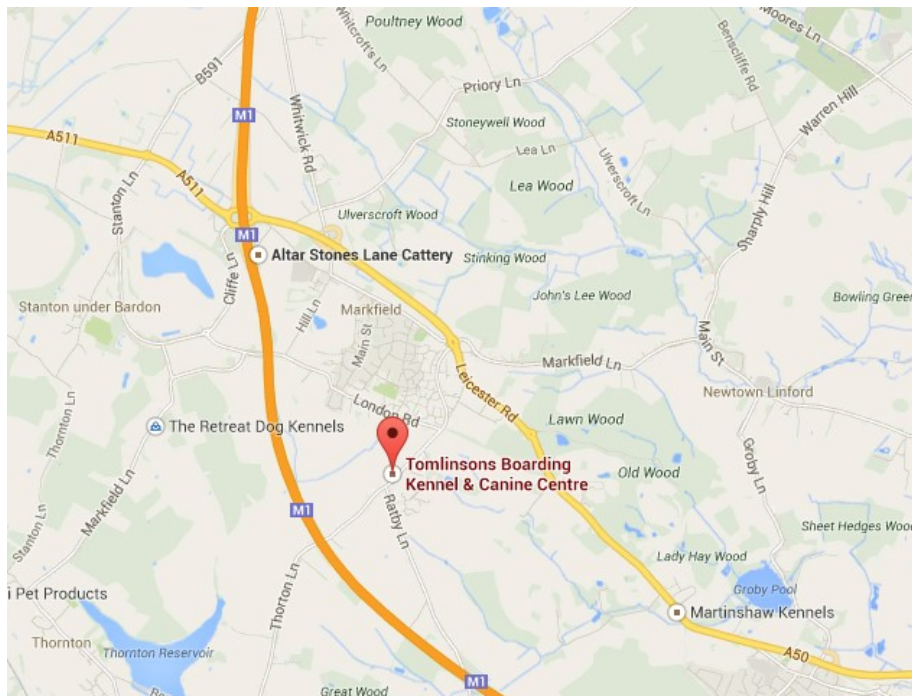 Poultney Wood
Moores Ln
Whitcroft's Ln
B591
Benscliffe Rd
Priory Ln
Warren Hill
M1
Whitwick Rd
Stoneywell Wood
A511
Lea Ln
A511
Stanton Ln
Lea Wood
Ulverscroft Ln
Ulverscroft Wood
Sharply Hill
M1
Altar Stones Lane Cattery
Stinking Wood
Cliffe Ln
John's Lee Wood
Bowling Green
Stanton under Bardon
Hill Ln
Markfield
Main St
Main St
Markfield Ln
Leicester Rd
Newtown Linford
Thornton Ln
London Rd
Lawn Wood
The Retreat Dog Kennels
Groby Ln
Tomlinsons Boarding
Kennel & Canine Centre
Old Wood
Markfield Ln
M1
Ratby Ln
Stanton Ln
Sheet Hedges Wood
Lady Hay Wood
i Pet Products
Thorton Ln
Groby Pool
Martinshaw Kennels
Thornton
Thornton Reservoir
A50
M1
Great Wood